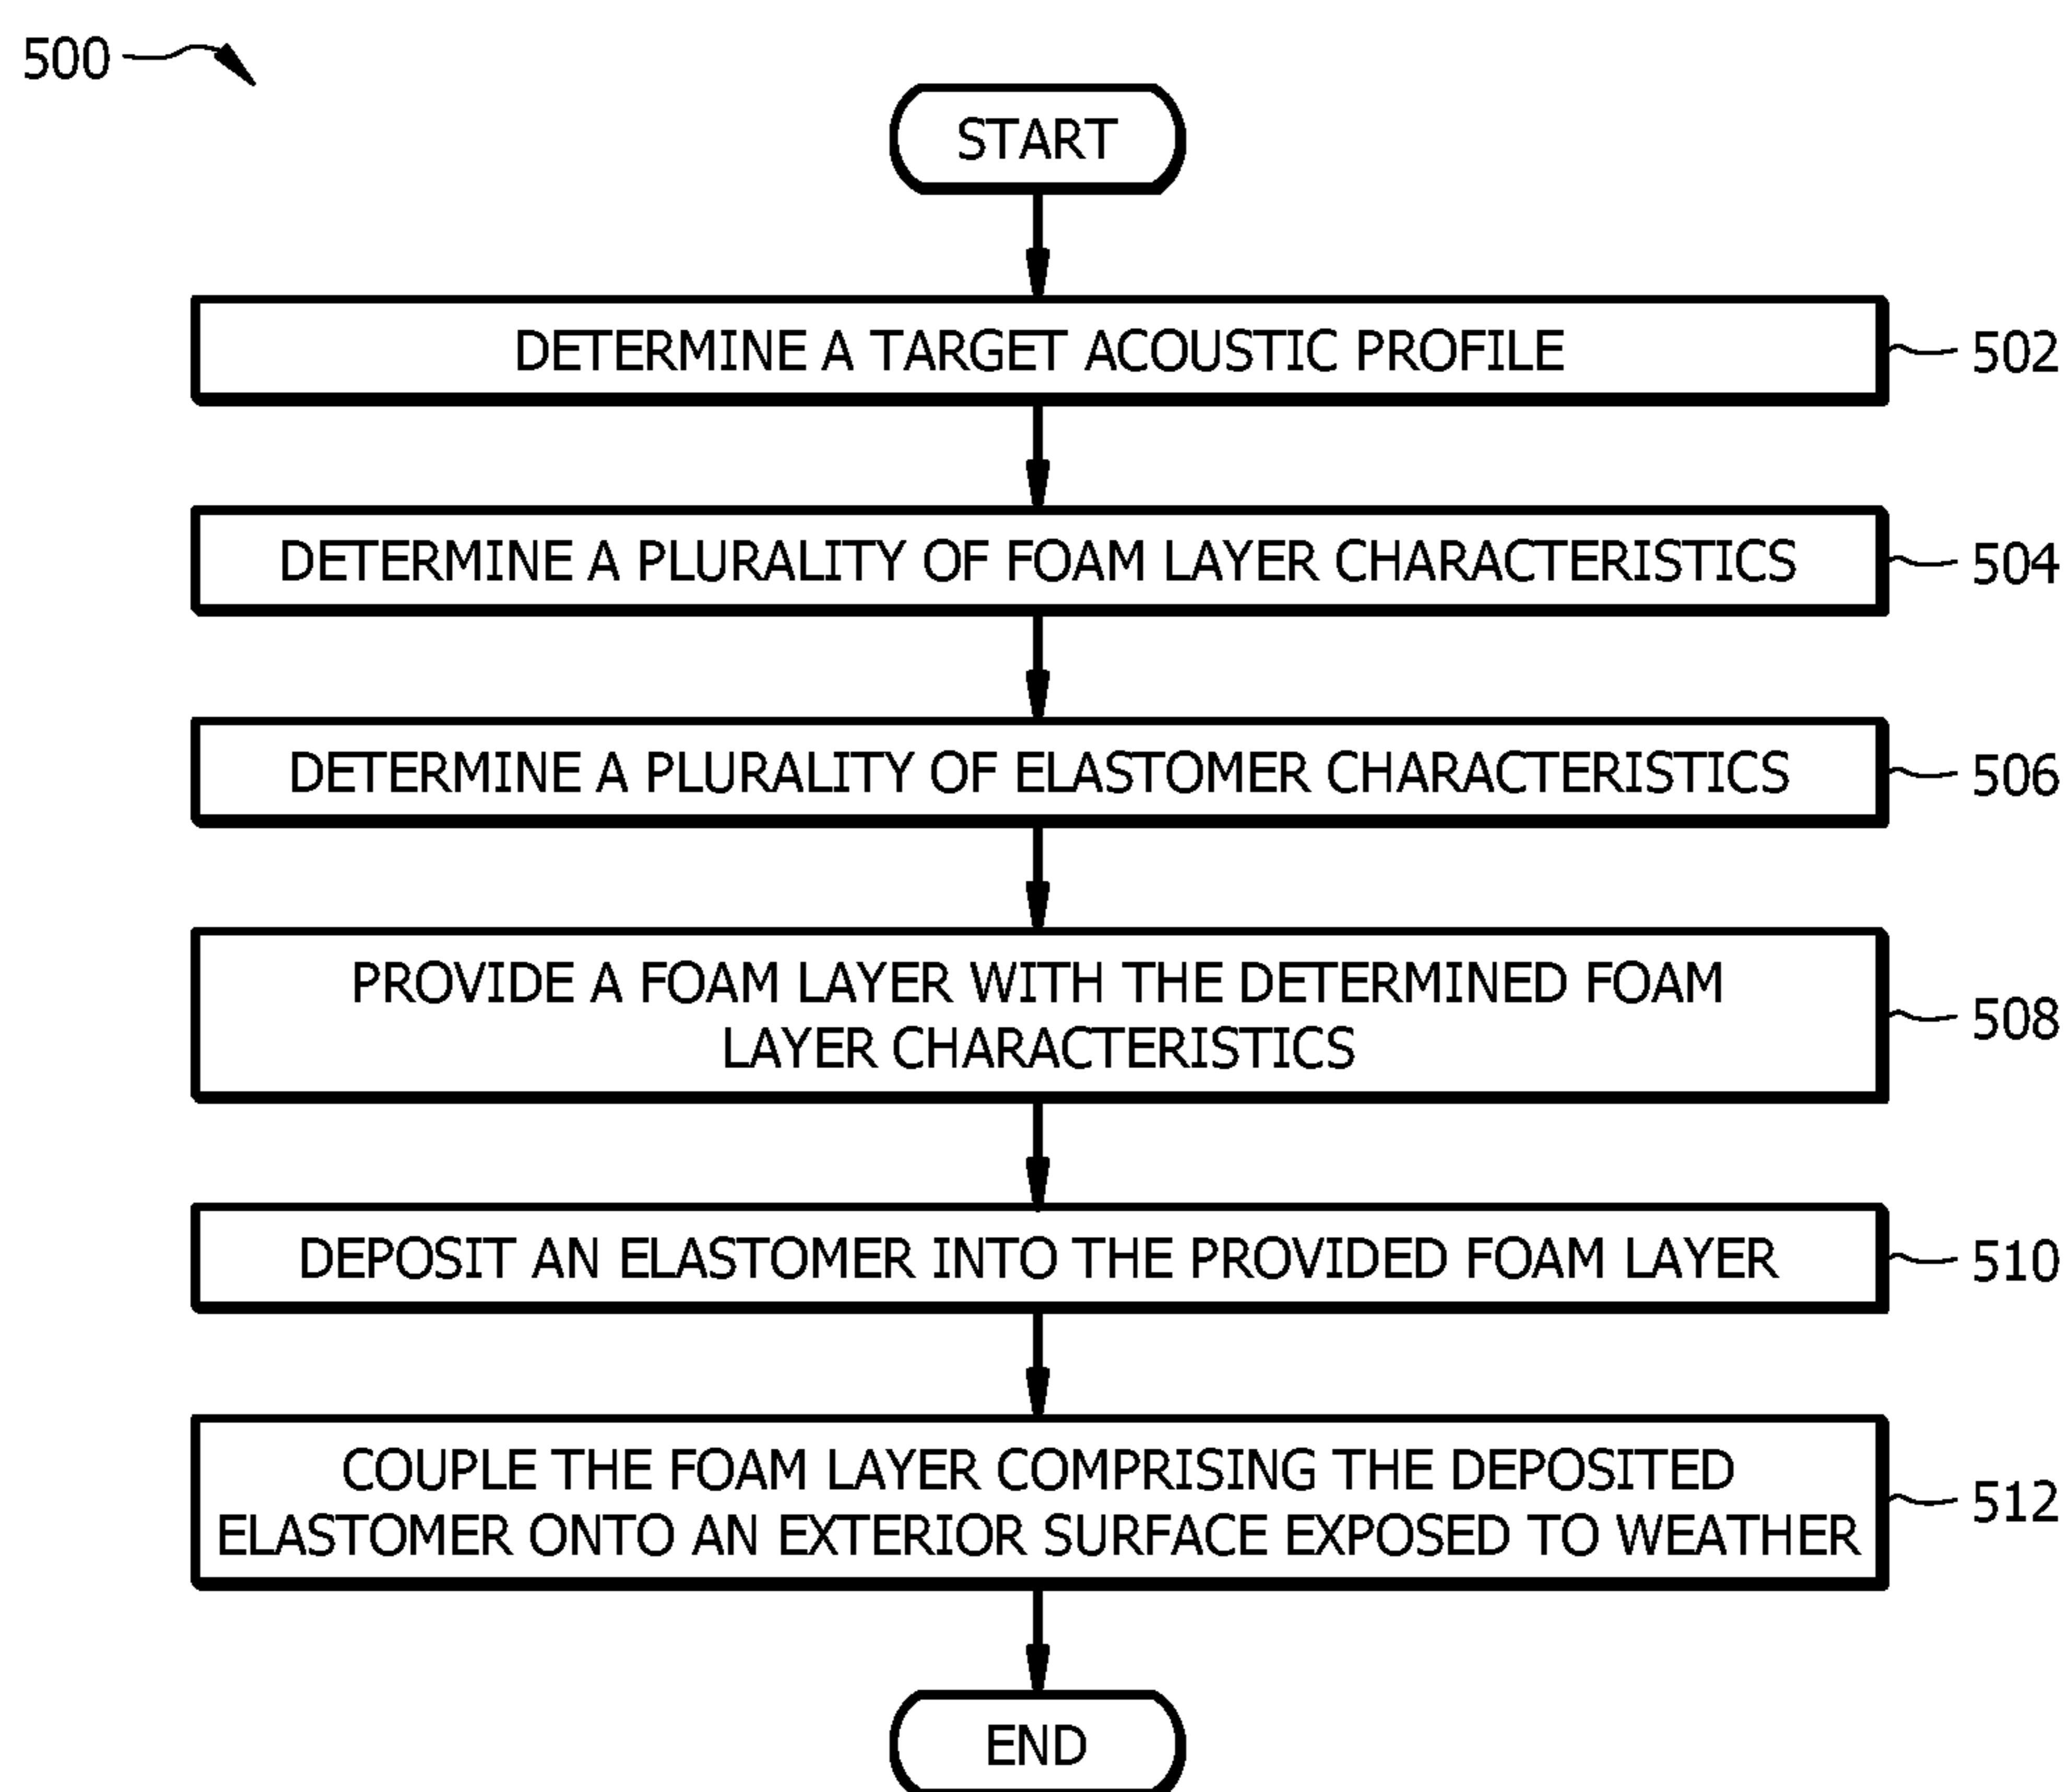 500
START
DETERMINE A TARGET ACOUSTIC PROFILE
502
DETERMINE A PLURALITY OF FOAM LAYER CHARACTERISTICS
504
DETERMINE A PLURALITY OF ELASTOMER CHARACTERISTICS
506
PROVIDE A FOAM LAYER WITH THE DETERMINED FOAM
LAYER CHARACTERISTICS
508
DEPOSIT AN ELASTOMER INTO THE PROVIDED FOAM LAYER
510
COUPLE THE FOAM LAYER COMPRISING THE DEPOSITED
ELASTOMER ONTO AN EXTERIOR SURFACE EXPOSED TO WEATHER
512
END